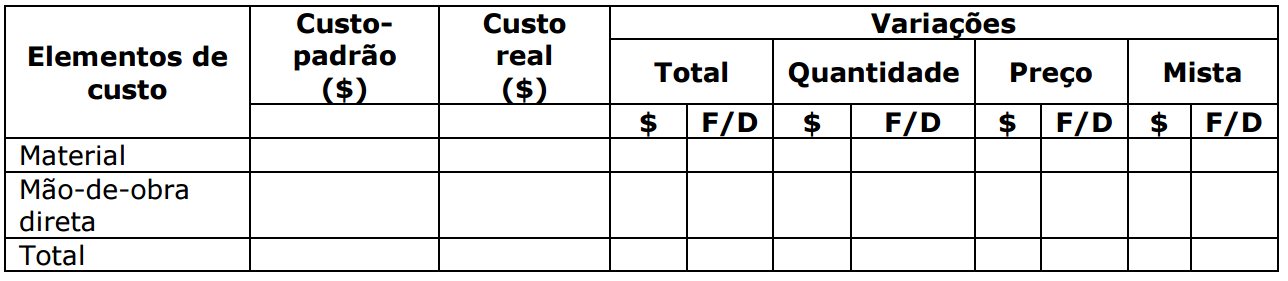 Elementos de
custo
Custo-
padrão
($)
Custo
real
($)
Variações
Total
Quantidade
Preço
Mista
$ F/D $ F/D $ F/D $ F/D
Material
Mão-de-obra
direta
Total